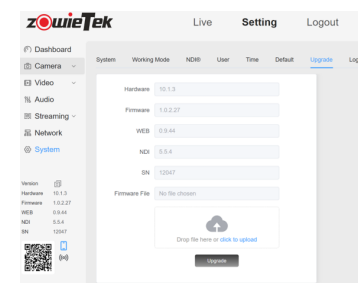 zowieTek
Live Setting Logout
Dashboard
Camera
Video
Audio
Streaming
Network
System
Version
Hardware 10.1.3
Firmware 1.0.2.27
WEB 0.9.44
NDI 5.5.4
SN 12047
System Working Mode NDI® User Time Default Upgrade Log
Hardware 10.1.3
Firmware 1.0.2.27
WEB 0.9.44
NDI 5.5.4
SN 12047
Firmware File No file chosen
Drop file here or click to upload
Upgrade